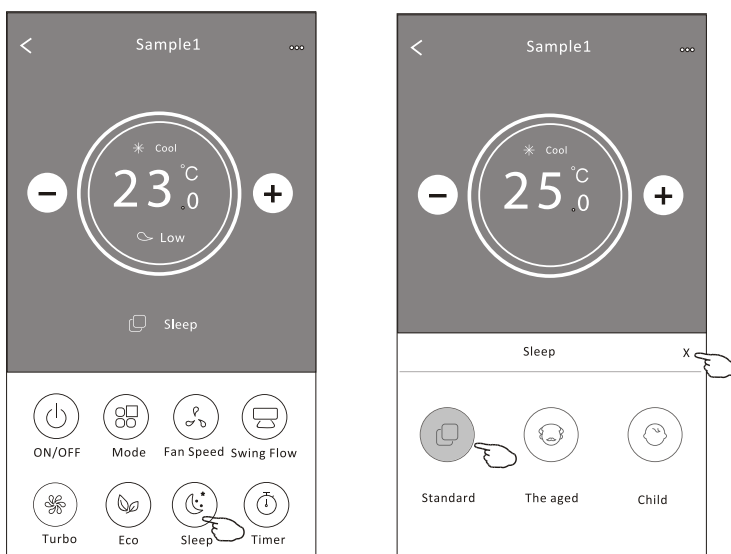 Sample1
Cool
23.0 °C
Low
Sleep
ON/OFF Mode Fan Speed Swing Flow
Turbo Eco Sleep Timer
Sample1
Cool
25.0 °C
Sleep X
Standard The aged Child